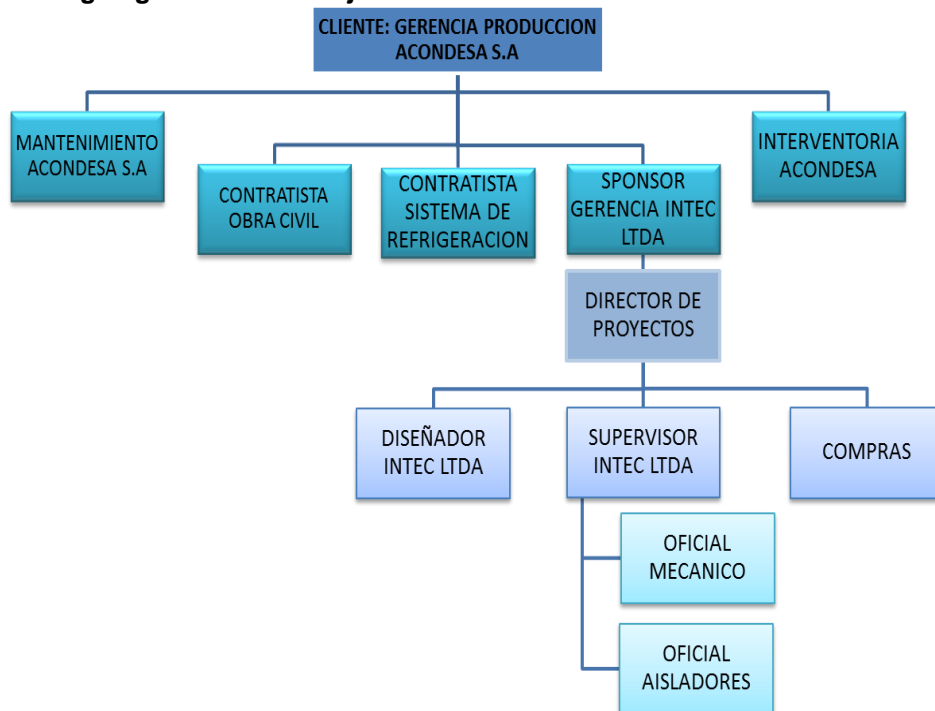 CLIENTE: GERENCIA PRODUCCION
ACONDESA S.A
MANTENIMIENTO
ACONDESA S.A
CONTRATISTA
OBRA CIVIL
CONTRATISTA
SISTEMA DE
REFRIGERACION
SPONSOR
GERENCIA INTEC
LTDA
INTERVENTORIA
ACONDESA
DIRECTOR DE
PROYECTOS
DISEÑADOR
INTEC LTDA
SUPERVISOR
INTEC LTDA
COMPRAS
OFICIAL
MECANICO
OFICIAL
AISLADORES